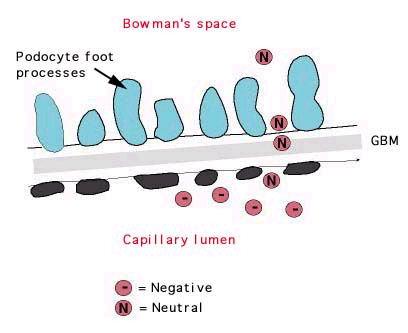 Bowman's space
Podocyte foot
processes
N
N
N
GBM
N
-
-
-
-
Capillary lumen
- = Negative
N = Neutral